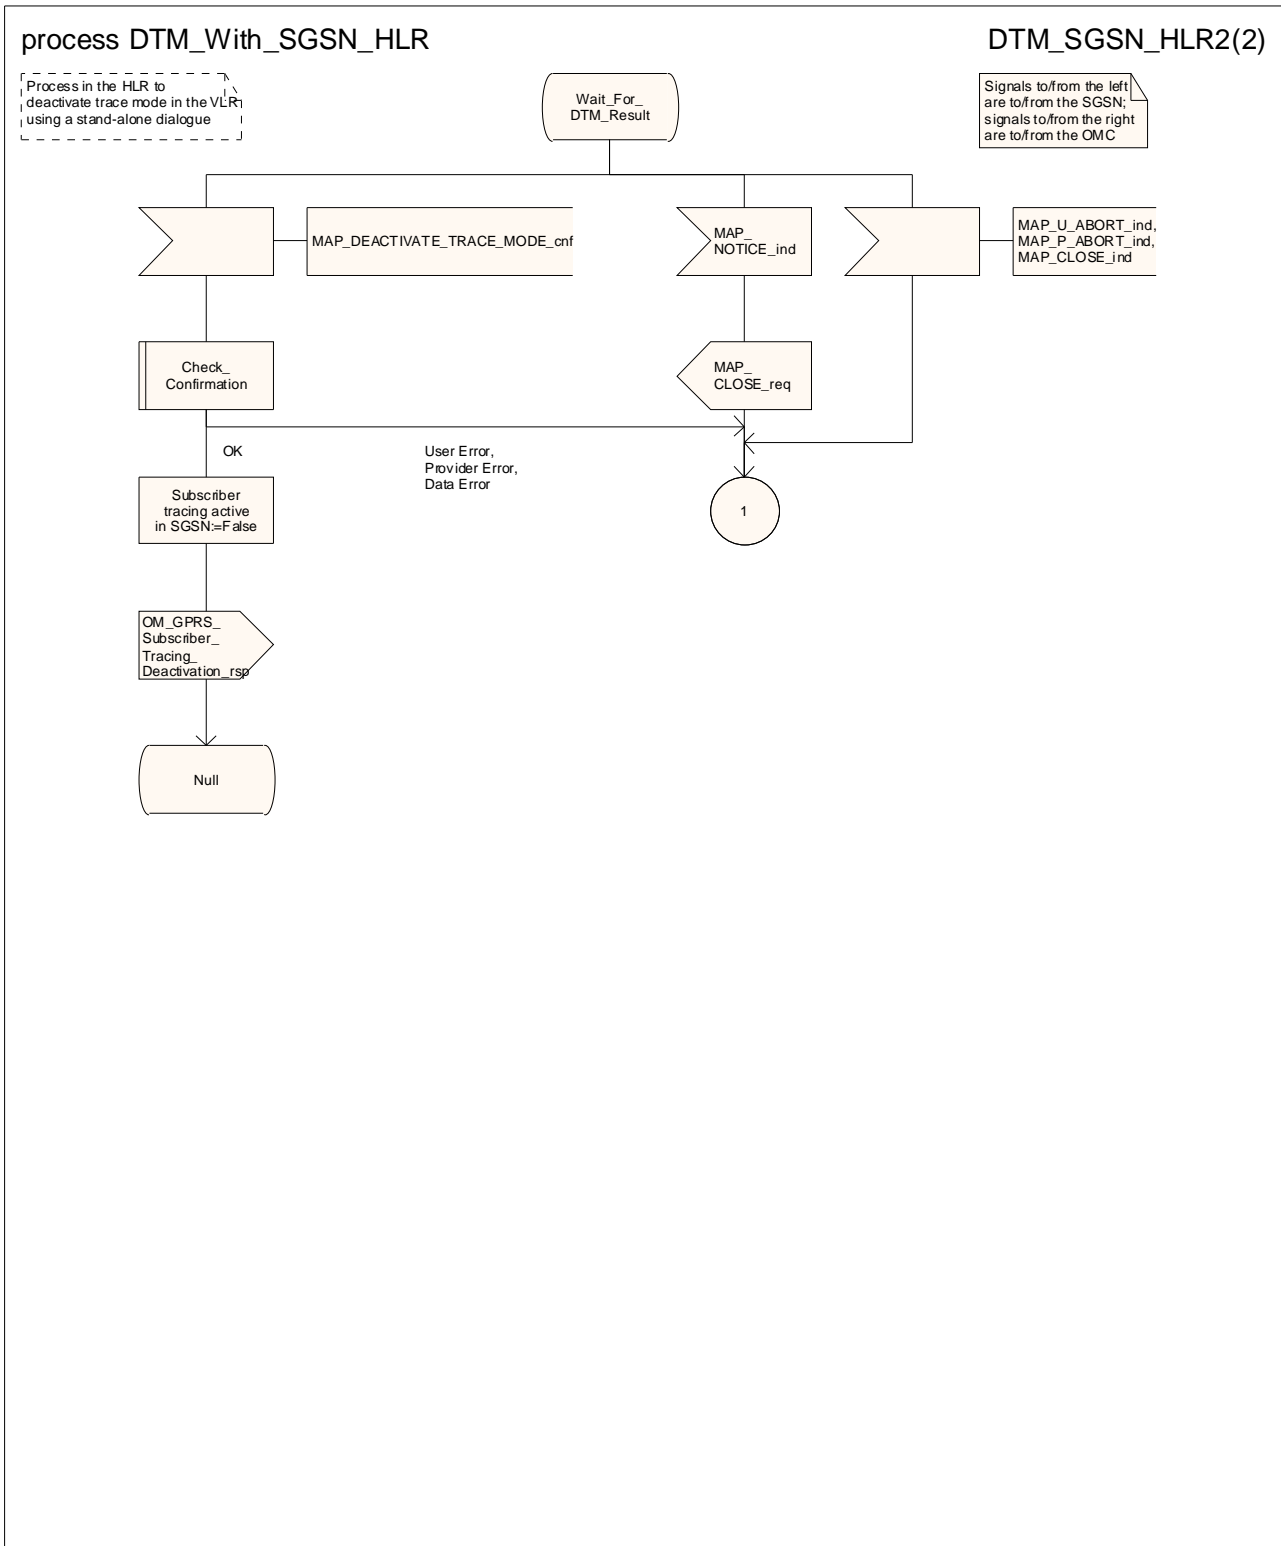 process DTM_With_SGSN_HLR
DTM_SGSN_HLR2(2)
Process in the HLR to
deactivate trace mode in the VLR
using a stand-alone dialogue
Wait_For_
DTM_Result
Signals to/from the left
are to/from the SGSN;
signals to/from the right
are to/from the OMC
MAP_DEACTIVATE_TRACE_MODE_cnf
MAP_
NOTICE_ind
MAP_U_ABORT_ind,
MAP_P_ABORT_ind,
MAP_CLOSE_ind
Check_
Confirmation
MAP_
CLOSE_req
OK
User Error,
Provider Error,
Data Error
Subscriber
tracing active
in SGSN:=False
1
OM_GPRS_
Subscriber_
Tracing_
Deactivation_rsp
Null